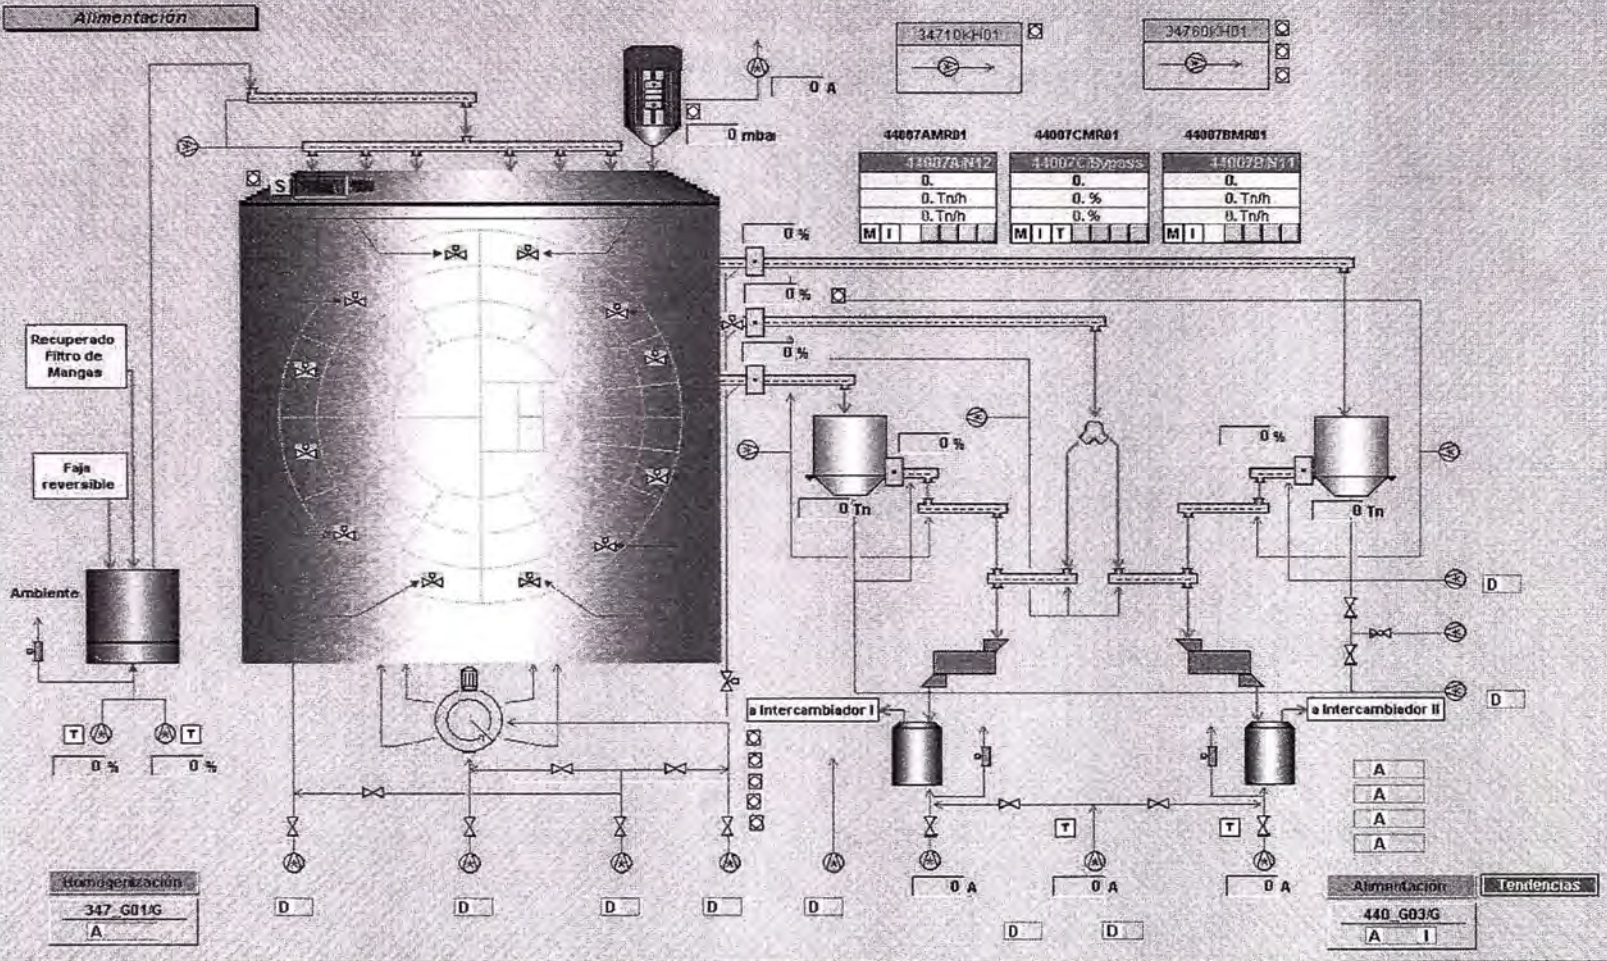 Alimentación
34710KH01
34760KH01
0 A
0 mbar
44007AMR01
44007CMR01
44007BMR01
44007A:N12
44007C:Bypass
44007B:N11
0.
0.
0.
0. Tn/h
0. %
0. Tn/h
0. Tn/h
0. %
0. Tn/h
M I
M I T
M I
S
0 %
0 %
0 %
Recuperado
Filtro de
Mangas
0 %
0 %
Faja
reversible
0 Tn
0 Tn
D
Ambiente
D
a Intercambiador I
a Intercambiador II
T
T
0 %
0 %
A
A
T
T
A
A
0 A
0 A
0 A
Homogenización
347_G01/G
A
D
D
D
D
D
D
D
Alimentación
Tendencias
440_G03/G
A I